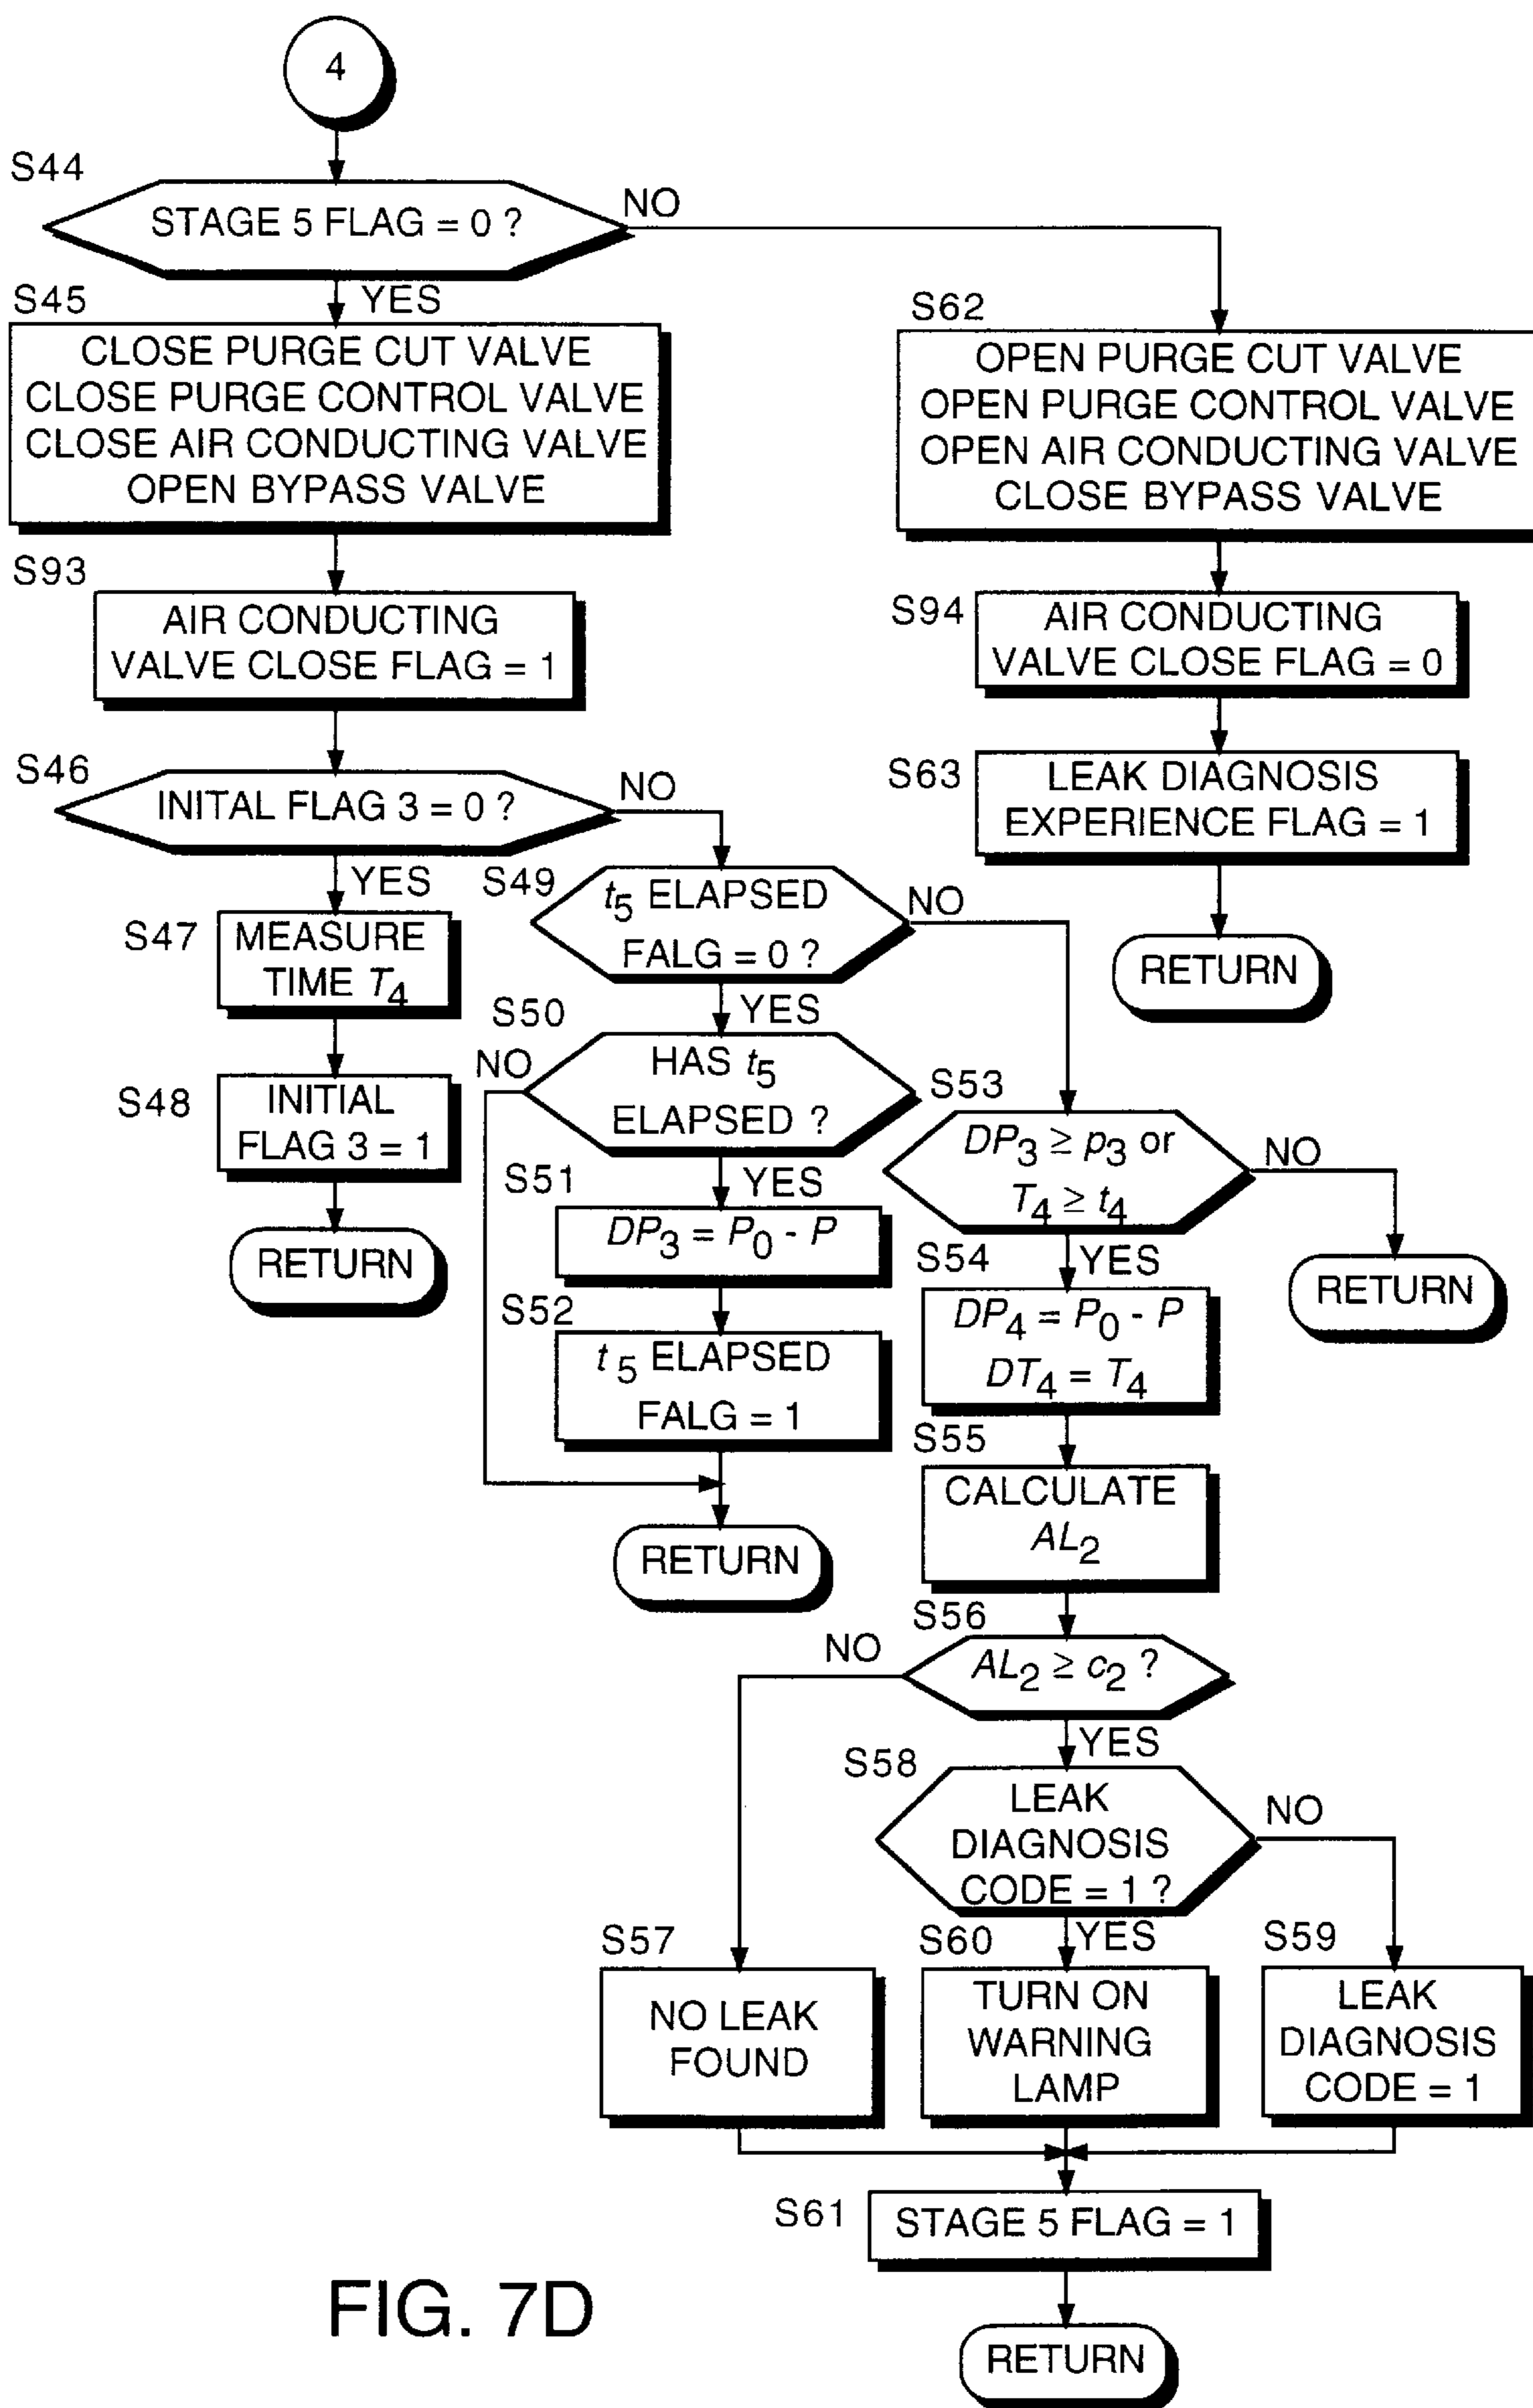 4
S44
STAGE 5 FLAG = 0 ?
NO
YES
S45
CLOSE PURGE CUT VALVE
CLOSE PURGE CONTROL VALVE
CLOSE AIR CONDUCTING VALVE
OPEN BYPASS VALVE
S62
OPEN PURGE CUT VALVE
OPEN PURGE CONTROL VALVE
OPEN AIR CONDUCTING VALVE
CLOSE BYPASS VALVE
S93
AIR CONDUCTING
VALVE CLOSE FLAG = 1
S94
AIR CONDUCTING
VALVE CLOSE FLAG = 0
S46
INITAL FLAG 3 = 0 ?
NO
YES
S63
LEAK DIAGNOSIS
EXPERIENCE FLAG = 1
RETURN
S47
MEASURE
TIME T4
S48
INITIAL
FLAG 3 = 1
RETURN
S49
t5 ELAPSED
FALG = 0 ?
NO
YES
S50
HAS t5
ELAPSED ?
NO
YES
S51
DP3 = P0 - P
S52
t5 ELAPSED
FALG = 1
RETURN
S53
DP3 ≥ p3 or
T4 ≥ t4
NO
RETURN
YES
S54
DP4 = P0 - P
DT4 = T4
S55
CALCULATE
AL2
S56
AL2 ≥ c2 ?
NO
YES
S58
LEAK
DIAGNOSIS
CODE = 1 ?
NO
YES
S57
NO LEAK
FOUND
S60
TURN ON
WARNING
LAMP
S59
LEAK
DIAGNOSIS
CODE = 1
S61
STAGE 5 FLAG = 1
RETURN
FIG. 7D